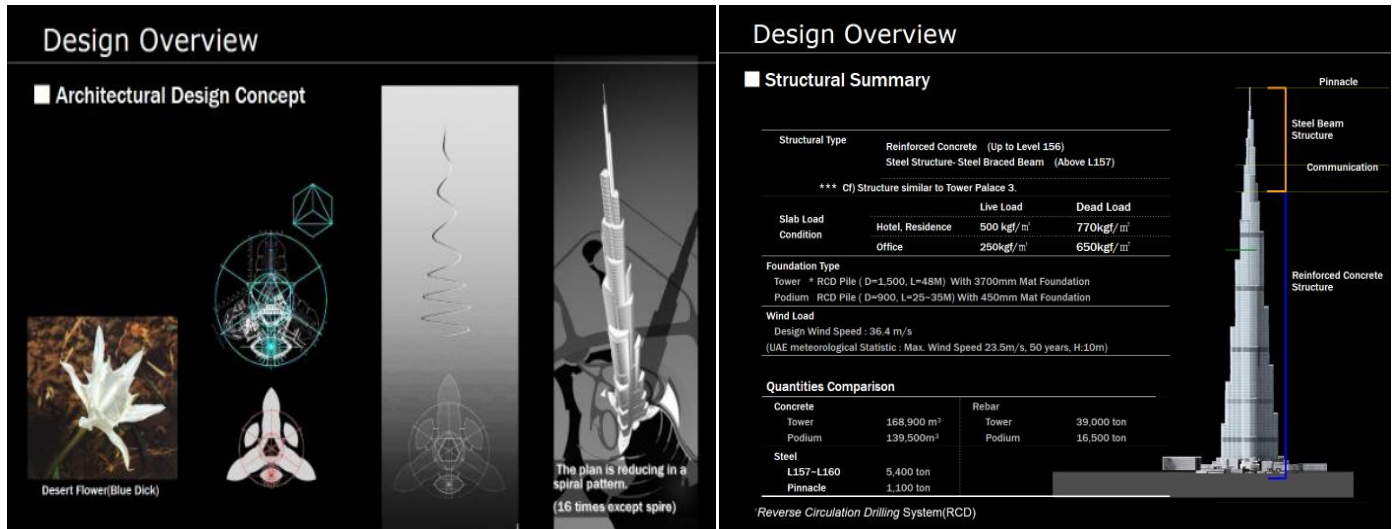 Design Overview
Architectural Design Concept
Desert Flower(Blue Dick)
The plan is reducing in a
spiral pattern.
(16 times except spire)
Design Overview
Structural Summary
Structural Type
Reinforced Concrete (Up to Level 156)
Steel Structure- Steel Braced Beam (Above L157)
*** Cf) Structure similar to Tower Palace 3.
Slab Load
Condition
Live Load Dead Load
Hotel, Residence 500 kgf/㎡ 770kgf/㎡
Office 250kgf/㎡ 650kgf/㎡
Foundation Type
Tower * RCD Pile ( D=1,500, L=48M) With 3700mm Mat Foundation
Podium RCD Pile ( D=900, L=25~35M) With 450mm Mat Foundation
Wind Load
Design Wind Speed : 36.4 m/s
(UAE meteorological Statistic : Max. Wind Speed 23.5m/s, 50 years, H:10m)
Quantities Comparison
Concrete Rebar
Tower 168,900 m³ Tower 39,000 ton
Podium 139,500m³ Podium 16,500 ton
Steel
L157~L160 5,400 ton
Pinnacle 1,100 ton
*Reverse Circulation Drilling System(RCD)
Pinnacle
Steel Beam
Structure
Communication
Reinforced Concrete
Structure